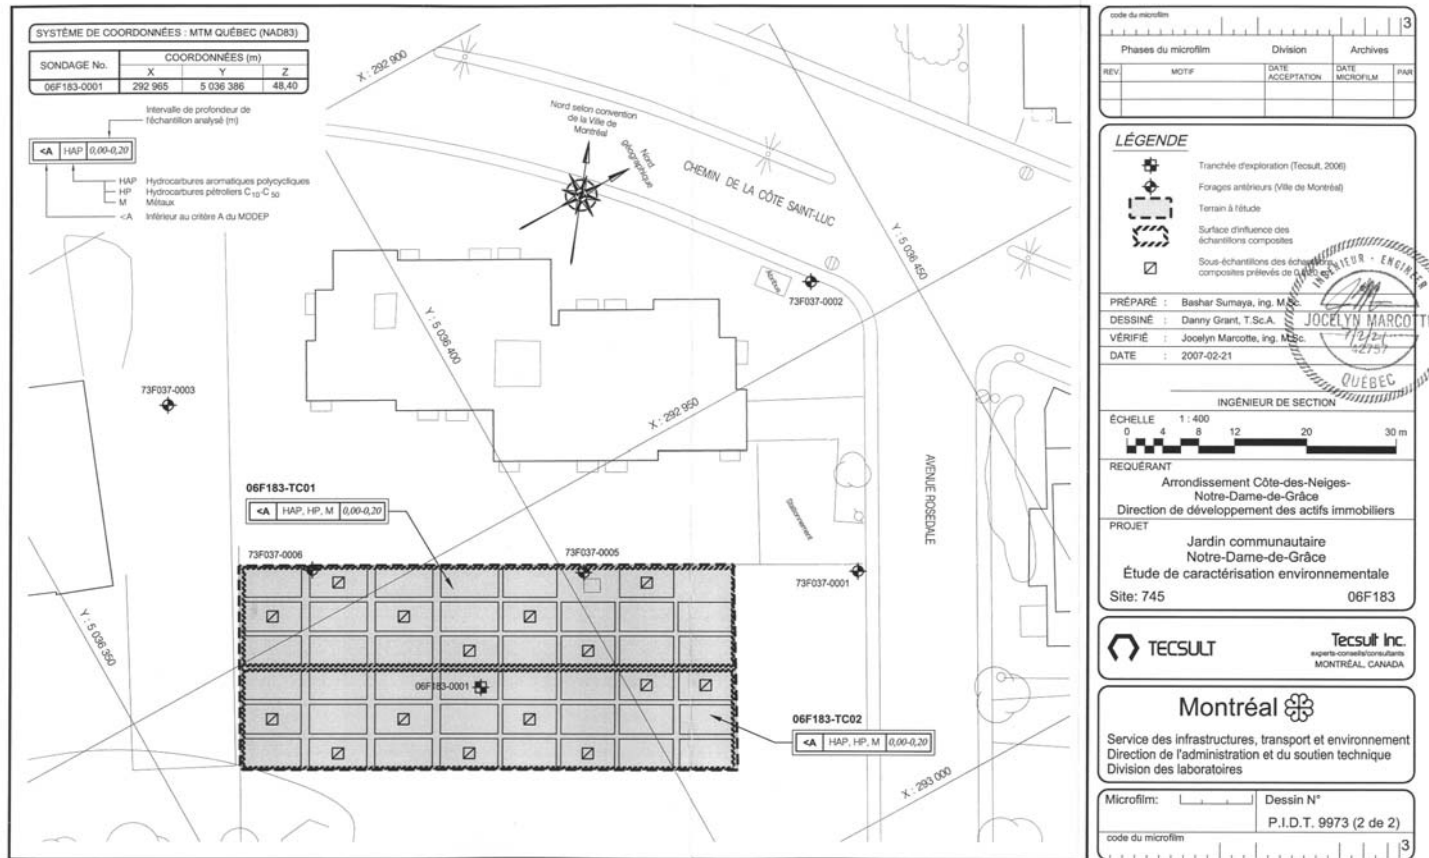 SYSTÈME DE COORDONNÉES : MTM QUÉBEC (NAD83)
SONDAGE No.
COORDONNÉES (m)
X Y Z
06F183-0001 292 965 5 036 386 48,40
Intervalle de profondeur de
l'échantillon analysé (m)
<A HAP 0,00-0,20
HAP Hydrocarbures aromatiques polycycliques
HP Hydrocarbures pétroliers C10-C50
M Métaux
<A Inférieur au critère A du MDDEP
X : 292 900
Nord selon convention
de la Ville de
Montréal
Nord
géographique
CHEMIN DE LA CÔTE SAINT-LUC
Y : 5 036 450
Abribus
73F037-0002
Y : 5 036 400
73F037-0003
X : 292 950
AVENUE ROSEDALE
Stationnement
06F183-TC01
<A HAP, HP, M 0,00-0,20
73F037-0006
73F037-0005
73F037-0001
Y : 5 036 350
06F183-0001
06F183-TC02
<A HAP, HP, M 0,00-0,20
X : 293 000
code du microfilm
3
Phases du microfilm Division Archives
REV. MOTIF DATE ACCEPTATION DATE MICROFILM PAR
LÉGENDE
Tranchée d'exploration (Tecsult, 2006)
Forages antérieurs (Ville de Montréal)
Terrain à l'étude
Surface d'influence des
échantillons composites
Sous-échantillons des
composites prélevés de
INGÉNIEUR · ENGINEER
JOCELYN MARCOTTE
42757
QUÉBEC
PRÉPARÉ : Bashar Sumaya, ing. M.Sc.
DESSINÉ : Danny Grant, T.Sc.A.
VÉRIFIÉ : Jocelyn Marcotte, ing. M.Sc.
DATE : 2007-02-21
INGÉNIEUR DE SECTION
ÉCHELLE 1 : 400
0 4 8 12 20 30 m
REQUÉRANT
Arrondissement Côte-des-Neiges-
Notre-Dame-de-Grâce
Direction de développement des actifs immobiliers
PROJET
Jardin communautaire
Notre-Dame-de-Grâce
Étude de caractérisation environnementale
Site: 745 06F183
TECSULT
Tecsult Inc.
experts-conseils/consultants
MONTRÉAL, CANADA
Montréal
Service des infrastructures, transport et environnement
Direction de l'administration et du soutien technique
Division des laboratoires
Microfilm:
Dessin N°
P.I.D.T. 9973 (2 de 2)
code du microfilm
3